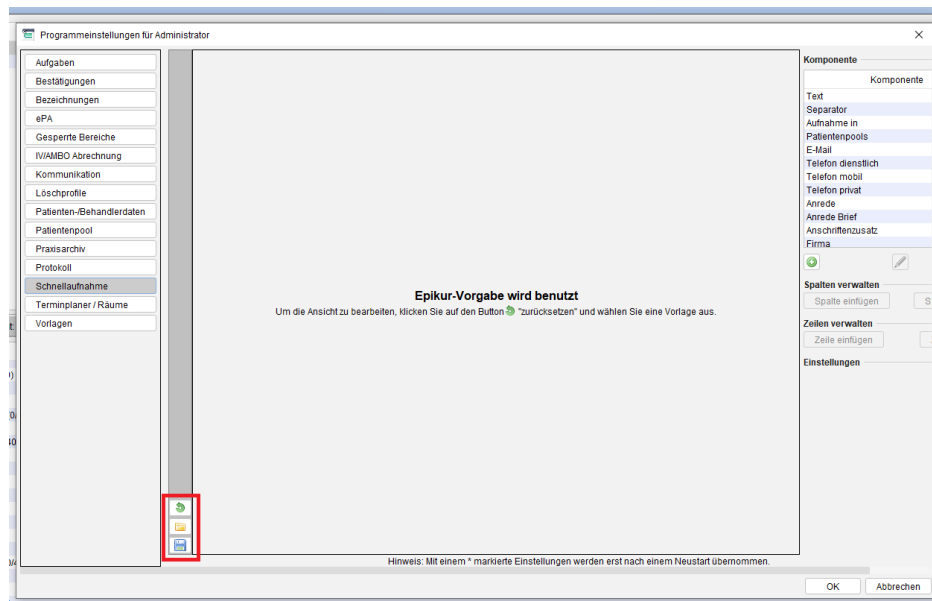 Programmeinstellungen für Administrator
Aufgaben
Bestätigungen
Bezeichnungen
ePA
Gesperrte Bereiche
IV/AMBO Abrechnung
Kommunikation
Löschprofile
Patienten-/Behandlerdaten
Patientenpool
Praxisarchiv
Protokoll
Schnellaufnahme
Terminplaner / Räume
Vorlagen
Epikur-Vorgabe wird benutzt
Um die Ansicht zu bearbeiten, klicken Sie auf den Button "zurücksetzen" und wählen Sie eine Vorlage aus.
Hinweis: Mit einem * markierte Einstellungen werden erst nach einem Neustart übernommen.
Komponente
Komponente
Text
Separator
Aufnahme in
Patientenpools
E-Mail
Telefon dienstlich
Telefon mobil
Telefon privat
Anrede
Anrede Brief
Anschriftenzusatz
Firma
Spalten verwalten
Spalte einfügen
S
Zeilen verwalten
Zeile einfügen
Einstellungen
OK
Abbrechen